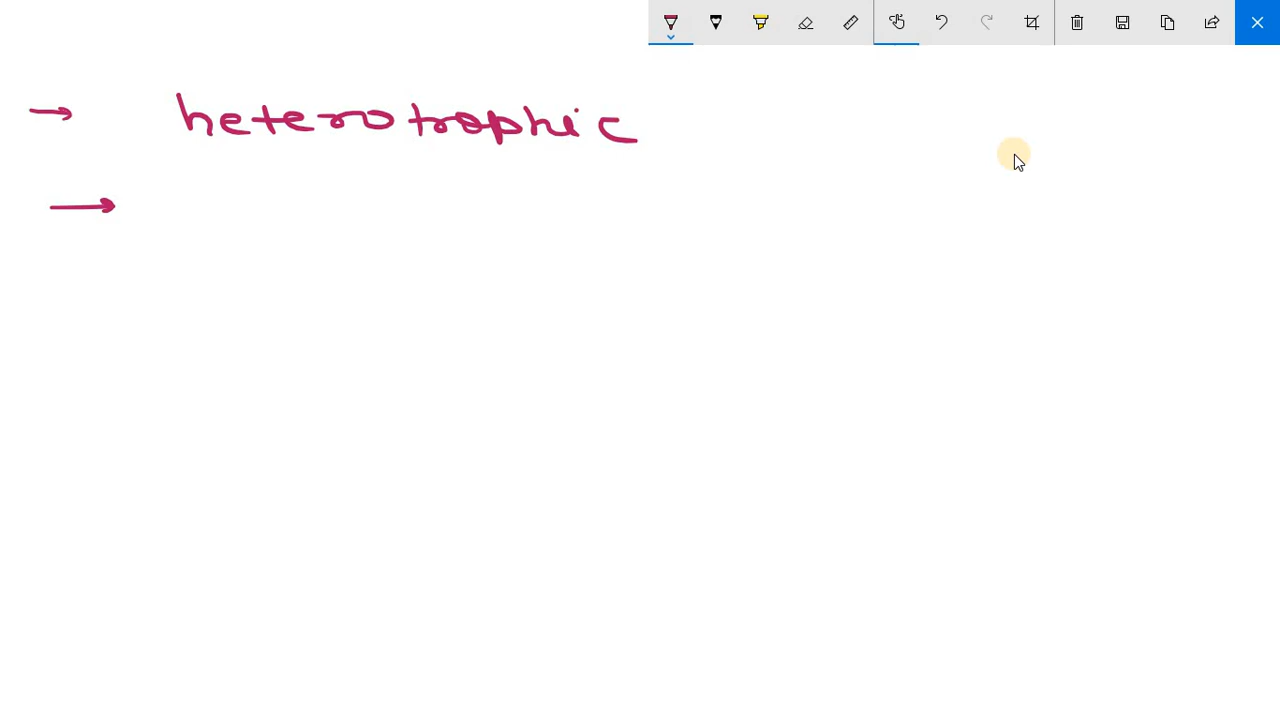 → heterotrophic
→